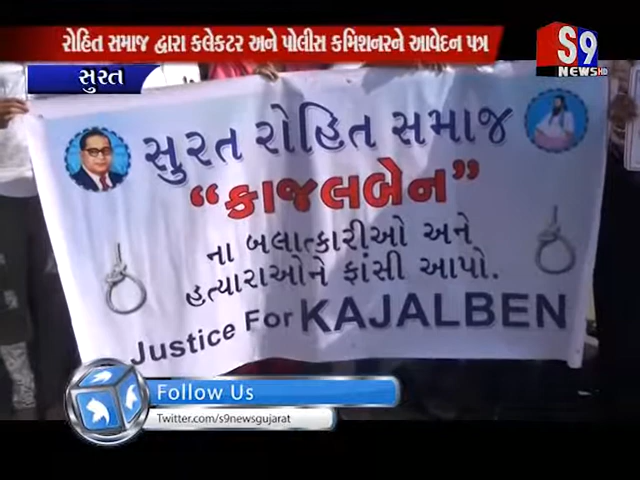 રોહિત સમાજ દ્વારા કલેક્ટર અને પોલીસ કમિશનરને આવેદન પત્ર
S9
NEWS HD
સુરત
સુરત રોહિત સમાજ
“કાજલબેન”
ના બલાત્કારીઓ અને
હત્યારાઓને ફાંસી આપો.
Justice For KAJALBEN
Follow Us
Twitter.com/s9newsgujarat